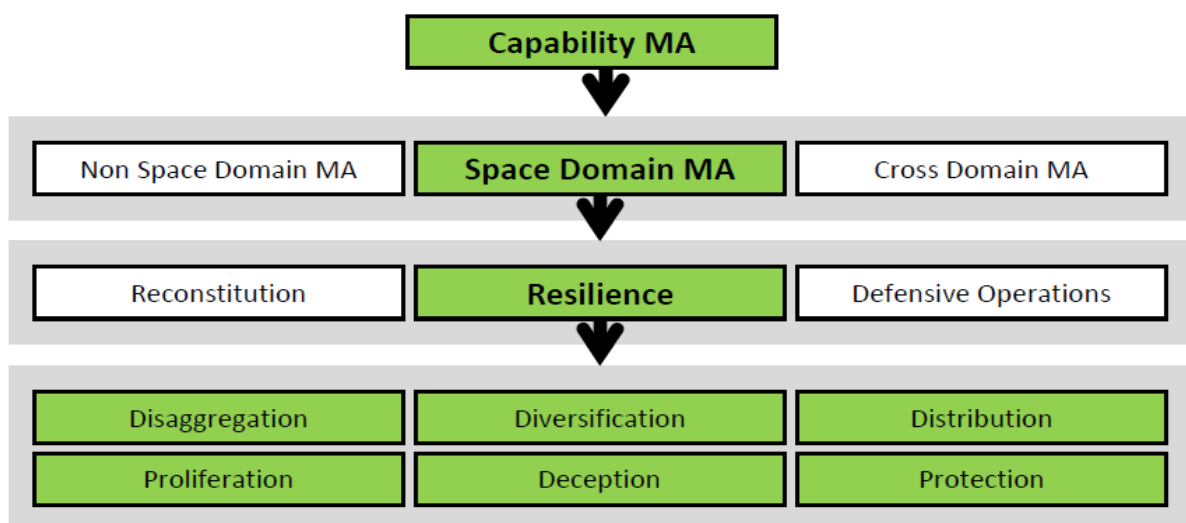 Capability MA
Non Space Domain MA
Space Domain MA
Cross Domain MA
Reconstitution
Resilience
Defensive Operations
Disaggregation
Diversification
Distribution
Proliferation
Deception
Protection